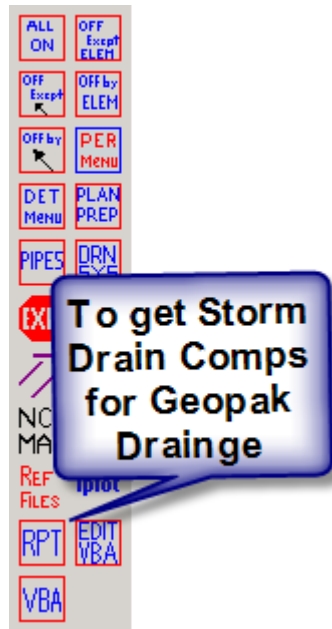 ALL OFF
ON Except
ELEM
OFF OFF by
Except ELEM
OFF by PER
Menu
DET PLAN
Menu PREP
PIPES DRN
To get Storm
Drain Comps
for Geopak
Drainge
REF
FILES
RPT EDIT
VBA
VBA